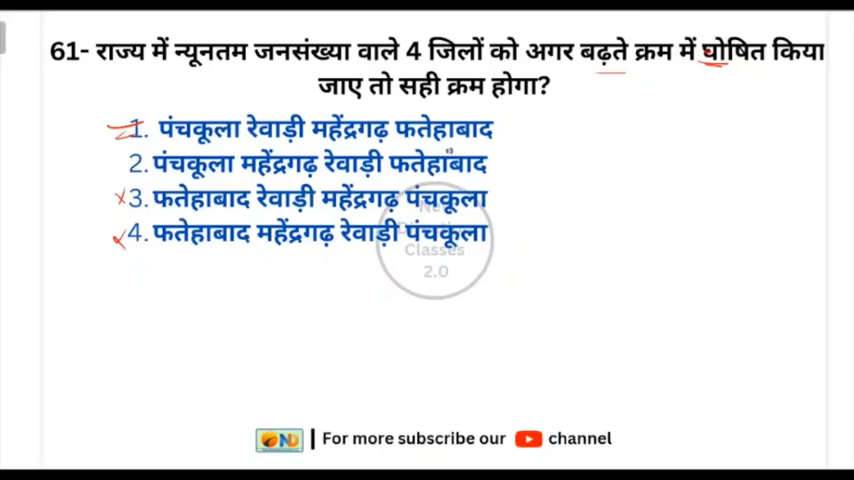 61- राज्य में न्यूनतम जनसंख्या वाले 4 जिलों को अगर बढ़ते क्रम में घोषित किया
जाए तो सही क्रम होगा?
1. पंचकूला रेवाड़ी महेंद्रगढ़ फतेहाबाद
2. पंचकूला महेंद्रगढ़ रेवाड़ी फतेहाबाद
3. फतेहाबाद रेवाड़ी महेंद्रगढ़ पंचकूला
4. फतेहाबाद महेंद्रगढ़ रेवाड़ी पंचकूला
Classes
2.0
ND | For more subscribe our channel